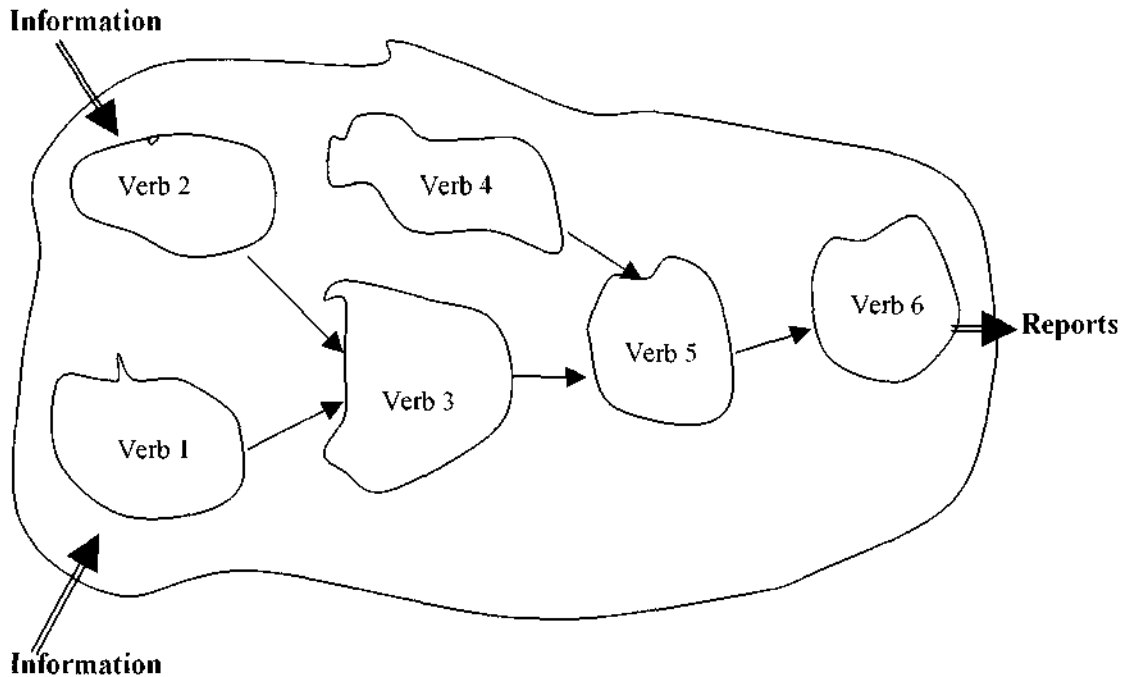 Information
Verb 2
Verb 4
Verb 6
Reports
Verb 5
Verb 3
Verb 1
Information